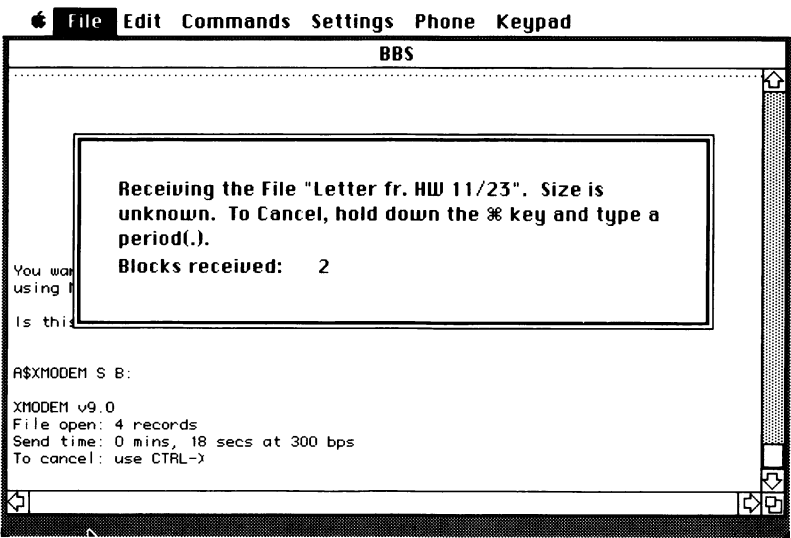 File Edit Commands Settings Phone Keypad
BBS
Receiving the File "Letter fr. HW 11/23". Size is
unknown. To Cancel, hold down the ⌘ key and type a
period(.).
Blocks received: 2
You
using
Is this
A$XMODEM S B:
XMODEM v9.0
File open: 4 records
Send time: 0 mins, 18 secs at 300 bps
To cancel: use CTRL-X